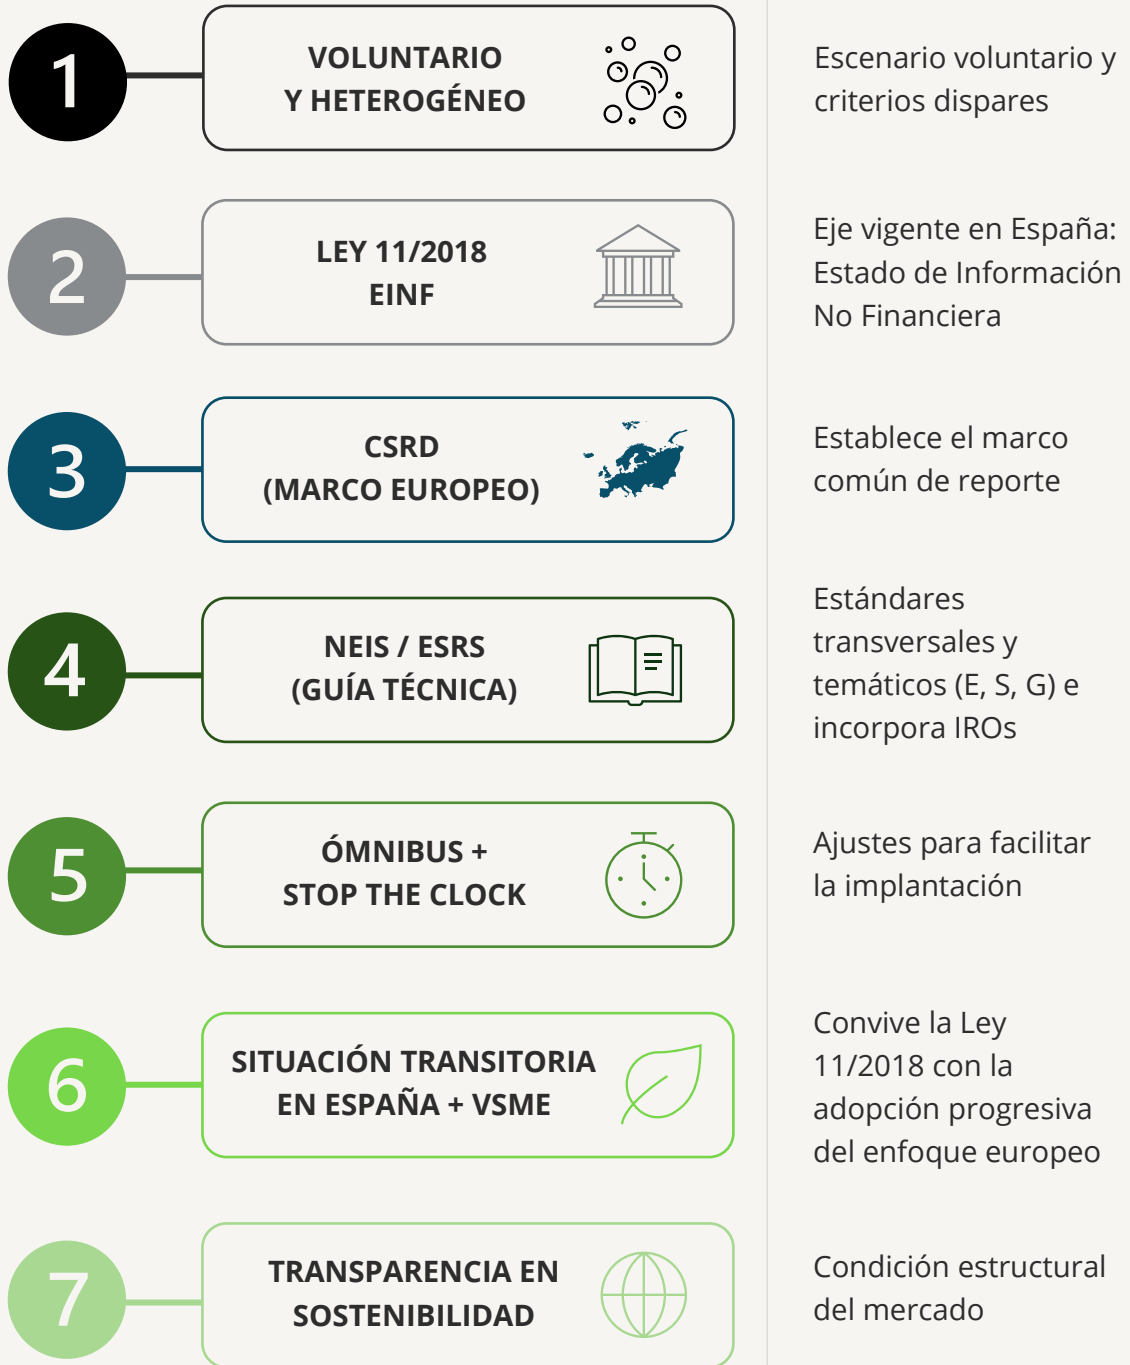 1
VOLUNTARIO
Y HETEROGÉNEO
Escenario voluntario y
criterios dispares
2
LEY 11/2018
EINF
Eje vigente en España:
Estado de Información
No Financiera
3
CSRD
(MARCO EUROPEO)
Establece el marco
común de reporte
4
NEIS / ESRS
(GUÍA TÉCNICA)
Estándares
transversales y
temáticos (E, S, G) e
incorpora IROs
5
ÓMNIBUS +
STOP THE CLOCK
Ajustes para facilitar
la implantación
6
SITUACIÓN TRANSITORIA
EN ESPAÑA + VSME
Convive la Ley
11/2018 con la
adopción progresiva
del enfoque europeo
7
TRANSPARENCIA EN
SOSTENIBILIDAD
Condición estructural
del mercado